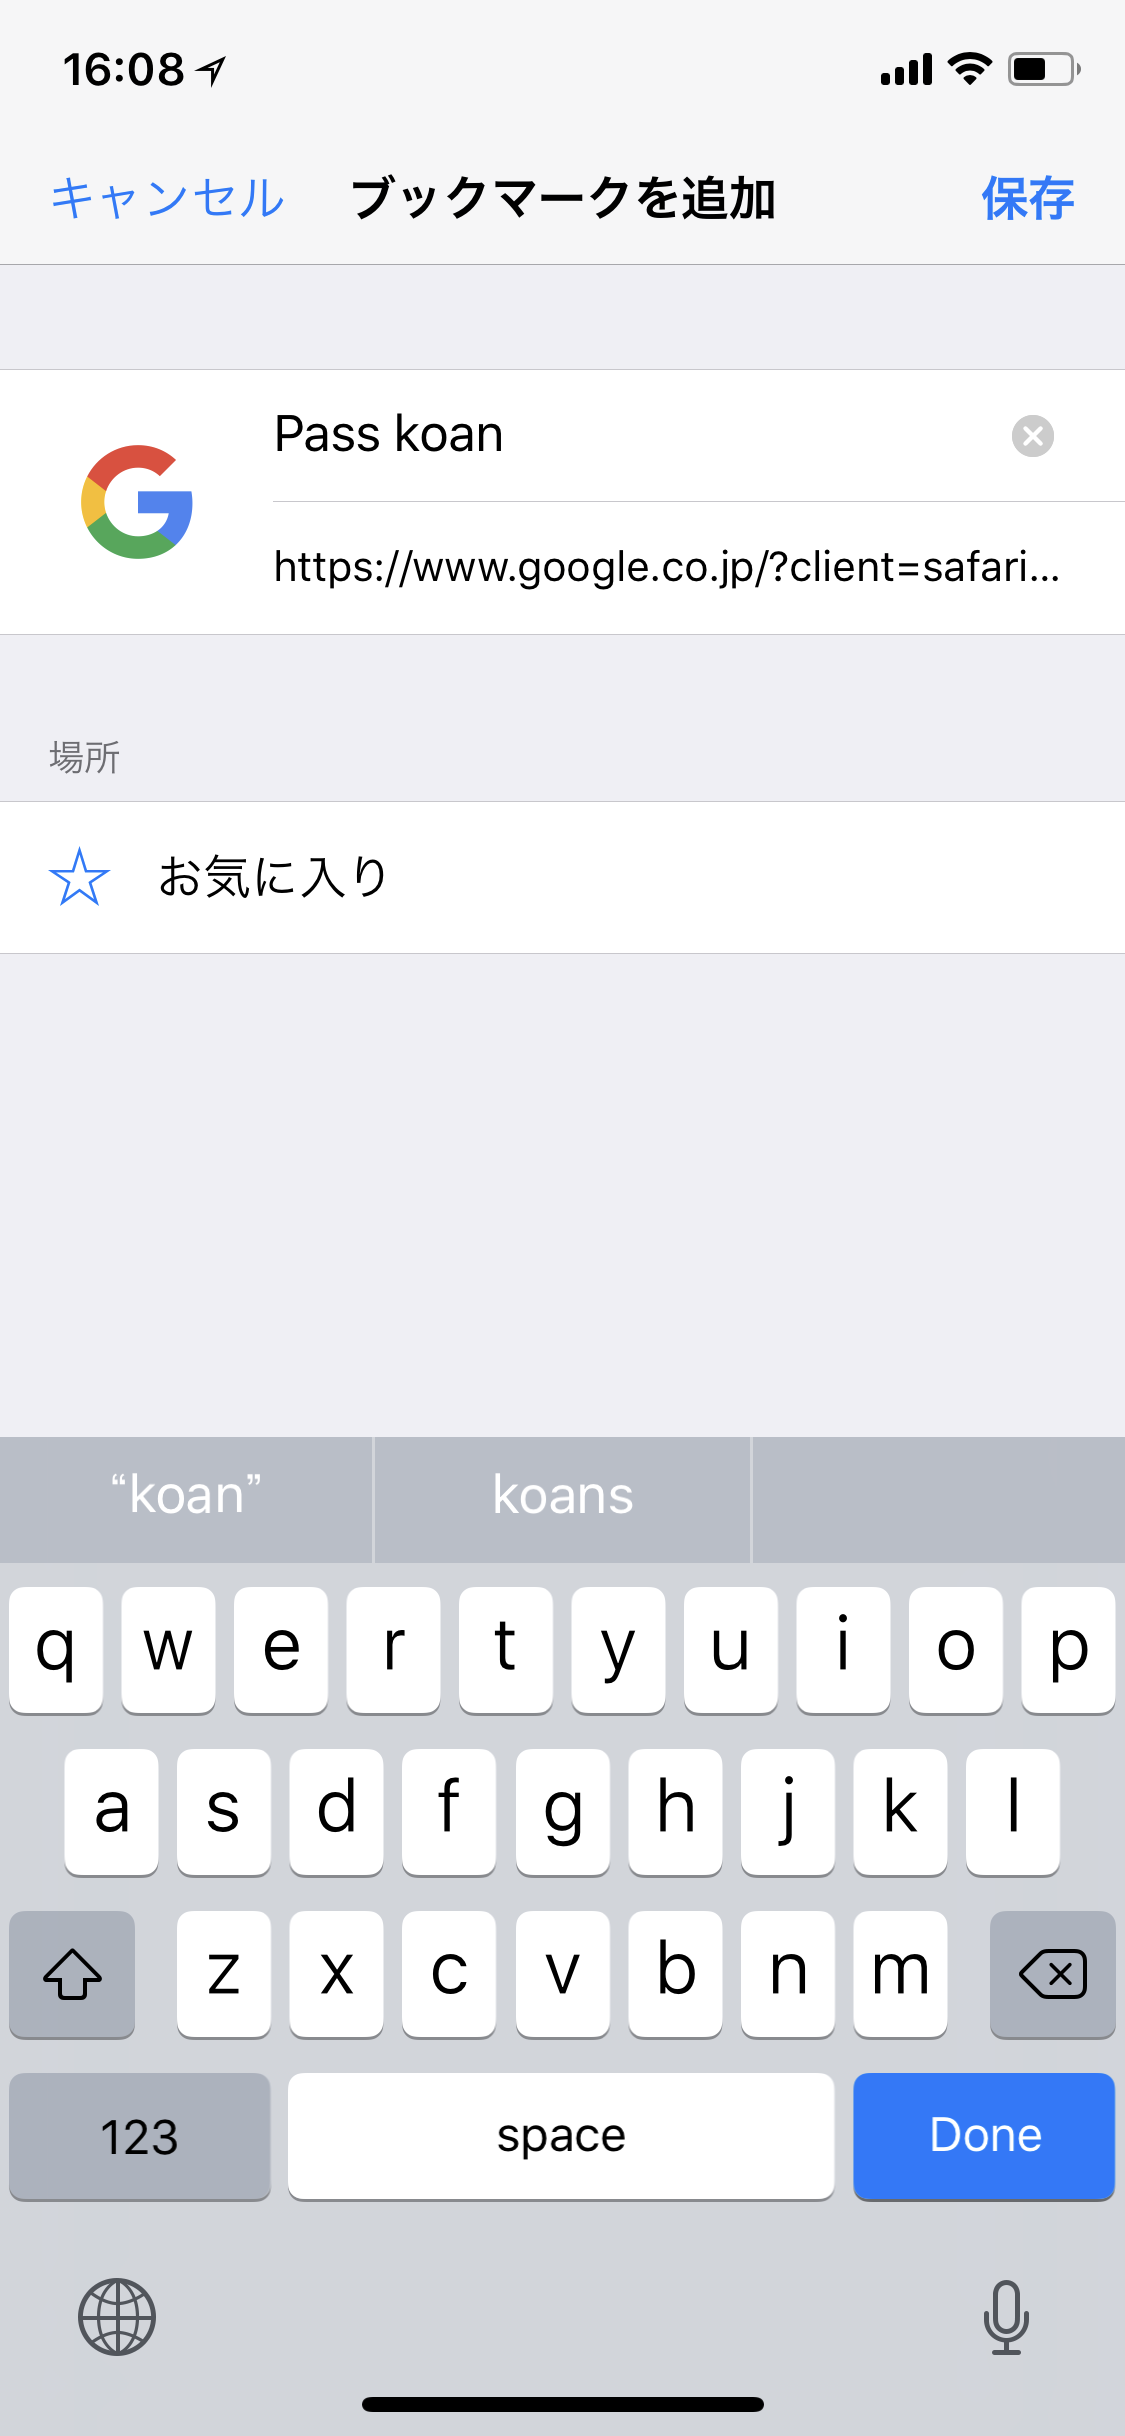 16:08
キャンセル ブックマークを追加 保存
Pass koan
https://www.google.co.jp/?client=safari...
場所
お気に入り
“koan” koans
q w e r t y u i o p
a s d f g h j k l
z x c v b n m
123 space Done